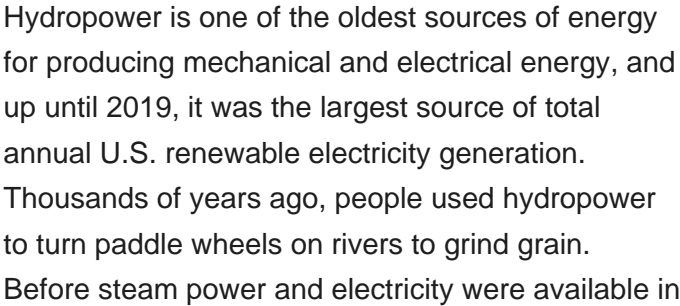 Hydropower is one of the oldest sources of energy
for producing mechanical and electrical energy, and
up until 2019, it was the largest source of total
annual U.S. renewable electricity generation.
Thousands of years ago, people used hydropower
to turn paddle wheels on rivers to grind grain.
Before steam power and electricity were available in